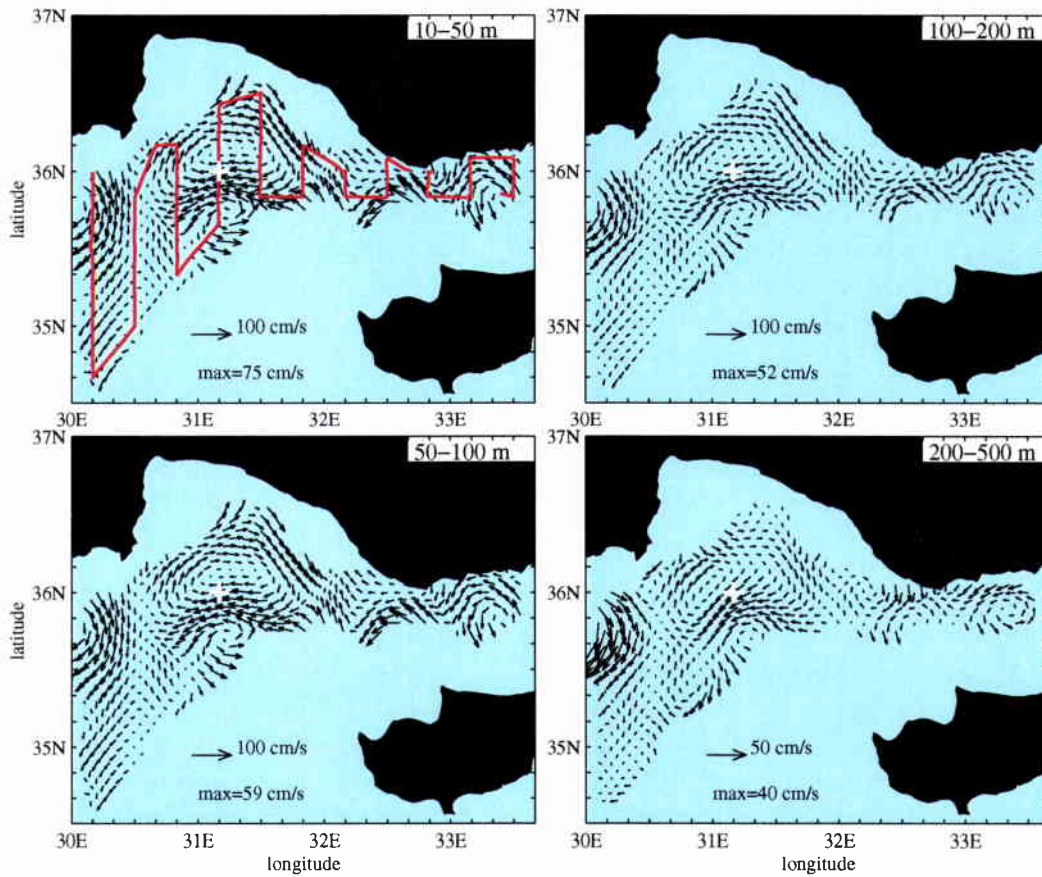 37N
10−50 m
36N
latitude
35N
100 cm/s
max=75 cm/s
30E 31E 32E 33E
37N
100−200 m
36N
35N
100 cm/s
max=52 cm/s
30E 31E 32E 33E
37N
50−100 m
36N
latitude
35N
100 cm/s
max=59 cm/s
30E 31E 32E 33E
longitude
37N
200−500 m
36N
35N
50 cm/s
max=40 cm/s
30E 31E 32E 33E
longitude